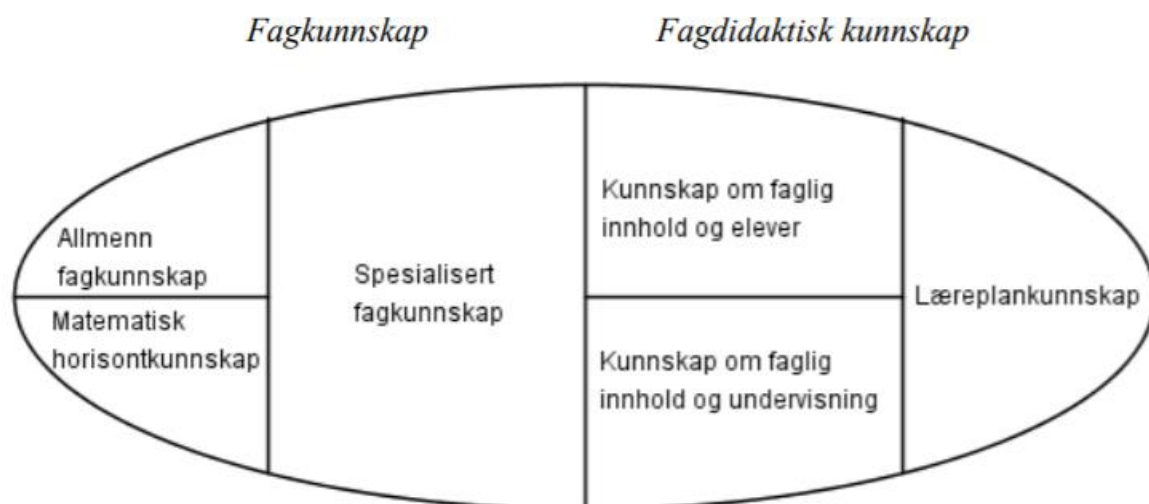 Fagkunnskap
Fagdidaktisk kunnskap
Allmenn
fagkunnskap
Matematisk
horisontkunnskap
Spesialisert
fagkunnskap
Kunnskap om faglig
innhold og elever
Kunnskap om faglig
innhold og undervisning
Læreplankunnskap